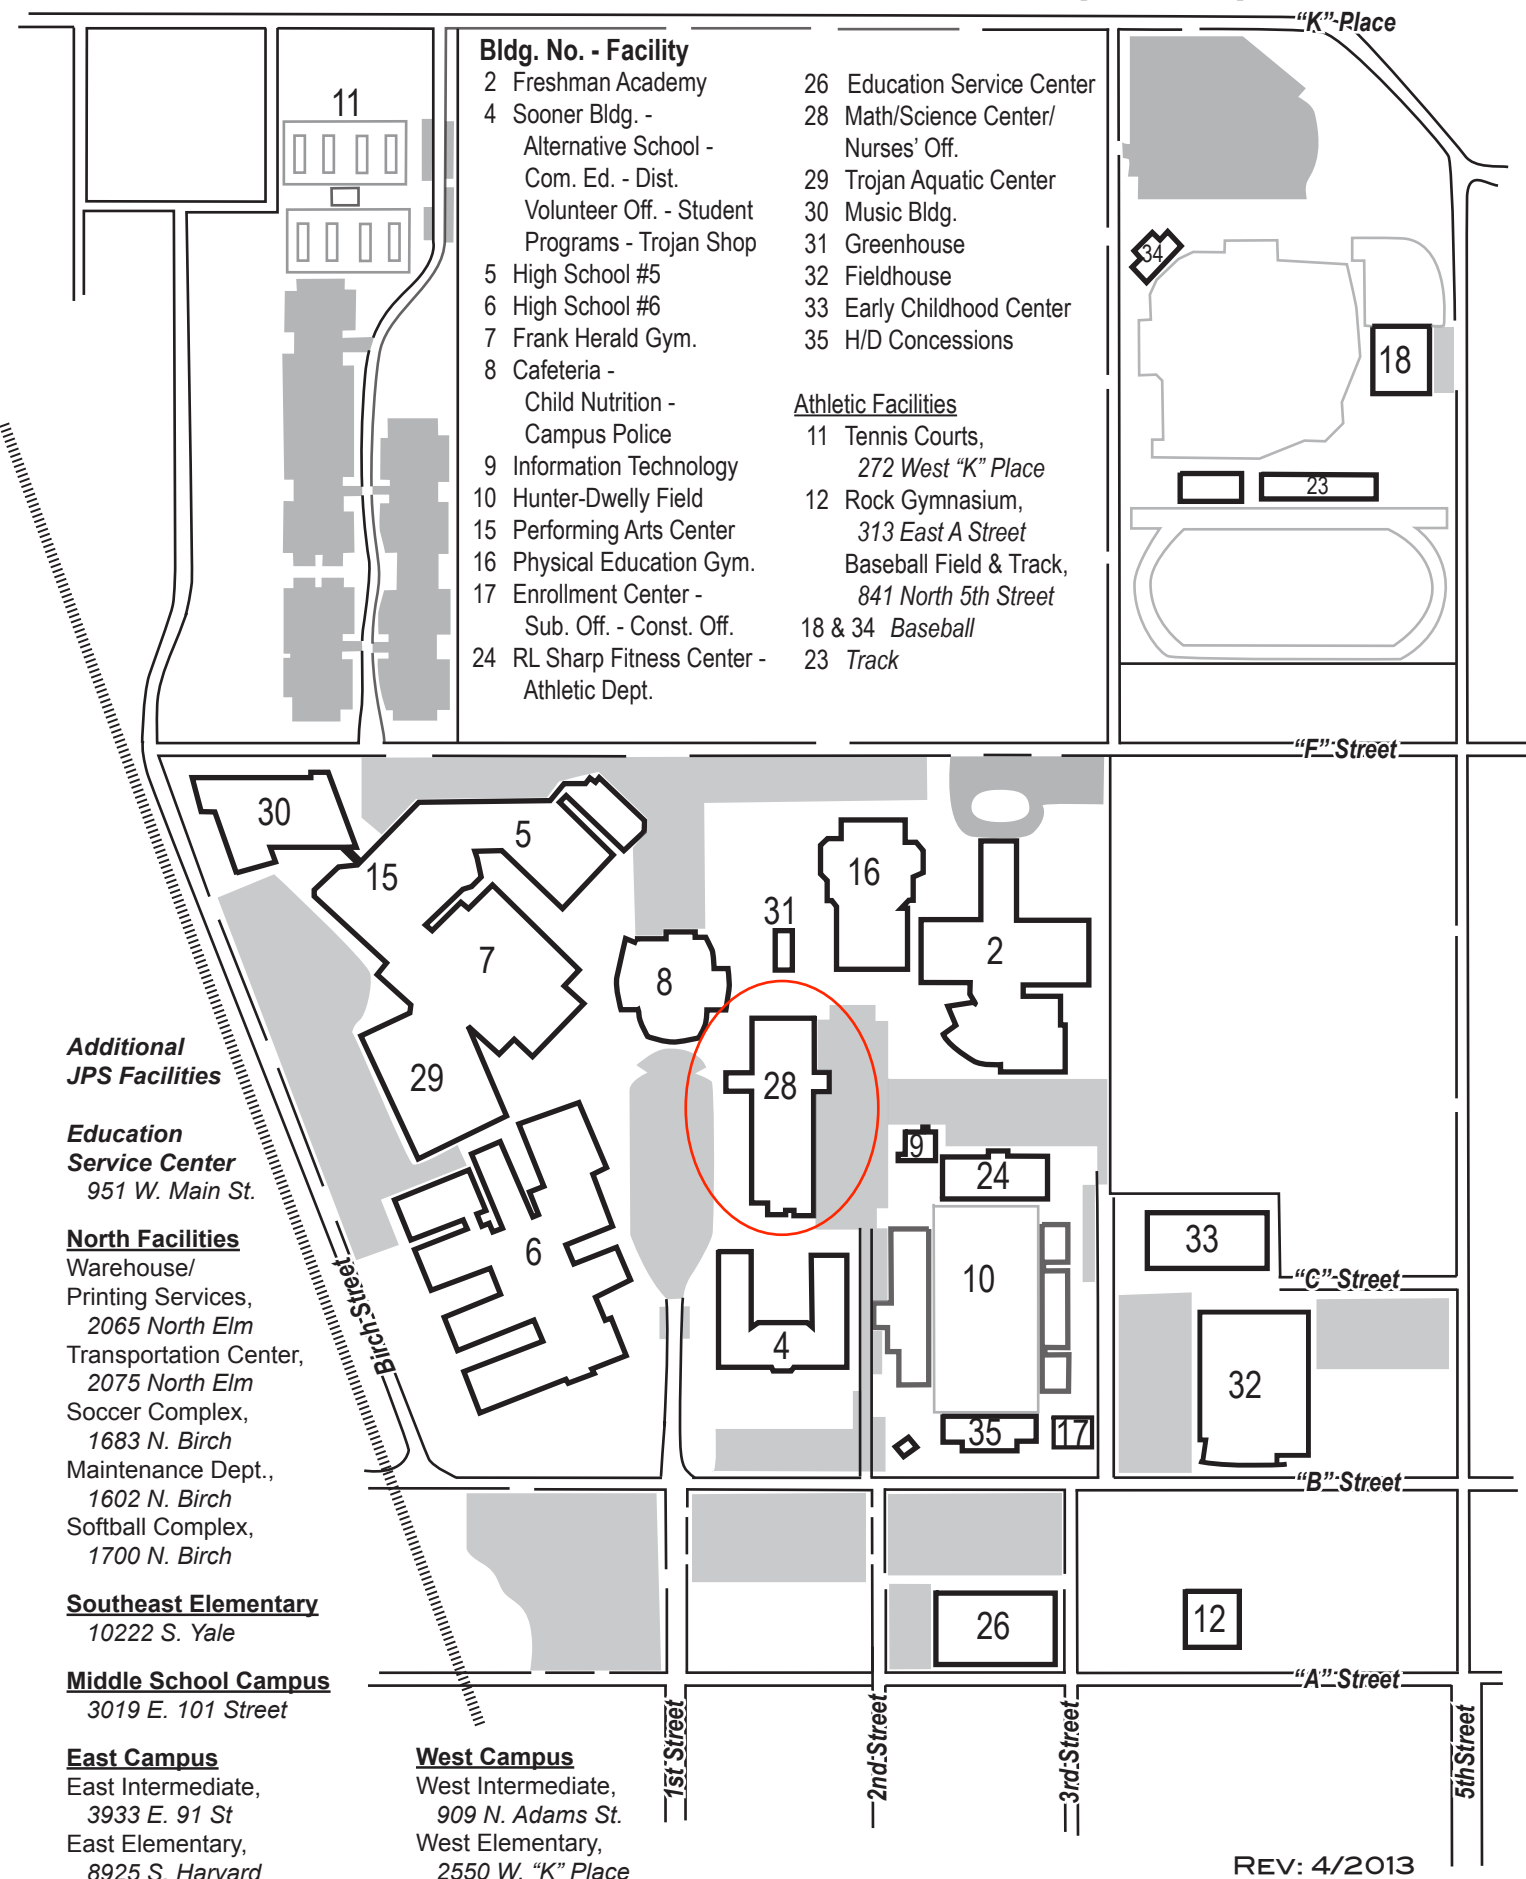 "K" Place
Bldg. No. - Facility
2 Freshman Academy
4 Sooner Bldg. -
Alternative School -
Com. Ed. - Dist.
Volunteer Off. - Student
Programs - Trojan Shop
5 High School #5
6 High School #6
7 Frank Herald Gym.
8 Cafeteria -
Child Nutrition -
Campus Police
9 Information Technology
10 Hunter-Dwelly Field
15 Performing Arts Center
16 Physical Education Gym.
17 Enrollment Center -
Sub. Off. - Const. Off.
24 RL Sharp Fitness Center -
Athletic Dept.
26 Education Service Center
28 Math/Science Center/
Nurses' Off.
29 Trojan Aquatic Center
30 Music Bldg.
31 Greenhouse
32 Fieldhouse
33 Early Childhood Center
35 H/D Concessions
Athletic Facilities
11 Tennis Courts,
272 West "K" Place
12 Rock Gymnasium,
313 East A Street
Baseball Field & Track,
841 North 5th Street
18 & 34 Baseball
23 Track
11
34
18
23
"F" Street
30
5
15
16
31
7
2
8
29
28
9
24
6
33
10
"C" Street
4
32
35
17
Birch Street
"B" Street
26
12
"A" Street
1st Street
2nd Street
3rd Street
5th Street
Additional
JPS Facilities
Education
Service Center
951 W. Main St.
North Facilities
Warehouse/
Printing Services,
2065 North Elm
Transportation Center,
2075 North Elm
Soccer Complex,
1683 N. Birch
Maintenance Dept.,
1602 N. Birch
Softball Complex,
1700 N. Birch
Southeast Elementary
10222 S. Yale
Middle School Campus
3019 E. 101 Street
East Campus
East Intermediate,
3933 E. 91 St
East Elementary,
8925 S. Harvard
West Campus
West Intermediate,
909 N. Adams St.
West Elementary,
2550 W. "K" Place
REV: 4/2013